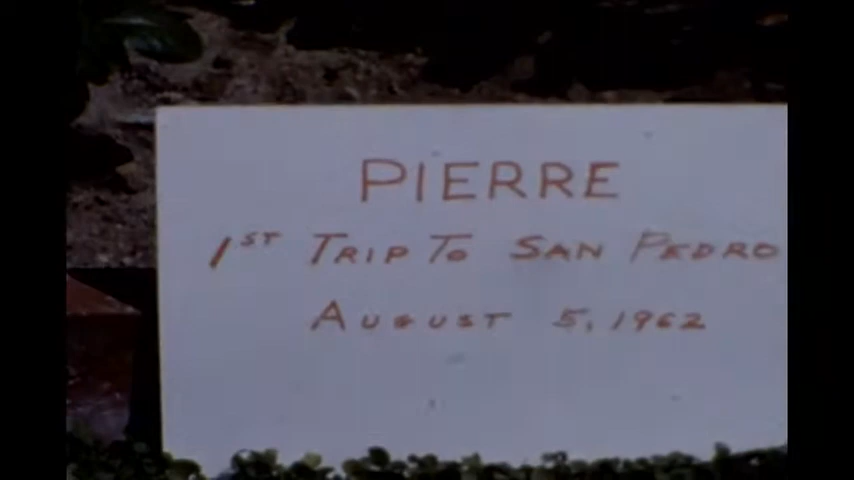 PIERRE
1ST TRIP TO SAN PEDRO
AUGUST 5, 1962